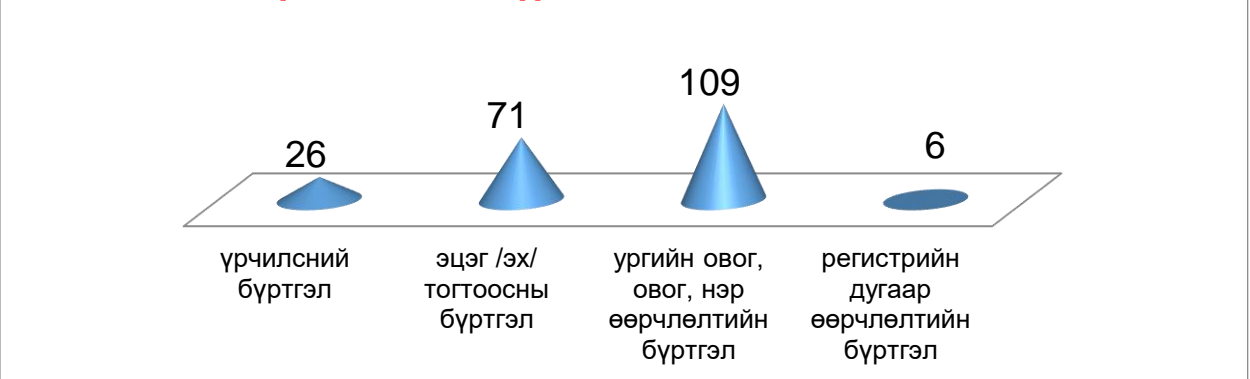 109
71
26
6
үрчилсний
бүртгэл
эцэг /эх/
тогтоосны
бүртгэл
ургийн овог,
овог, нэр
өөрчлөлтийн
бүртгэл
регистрийн
дугаар
өөрчлөлтийн
бүртгэл